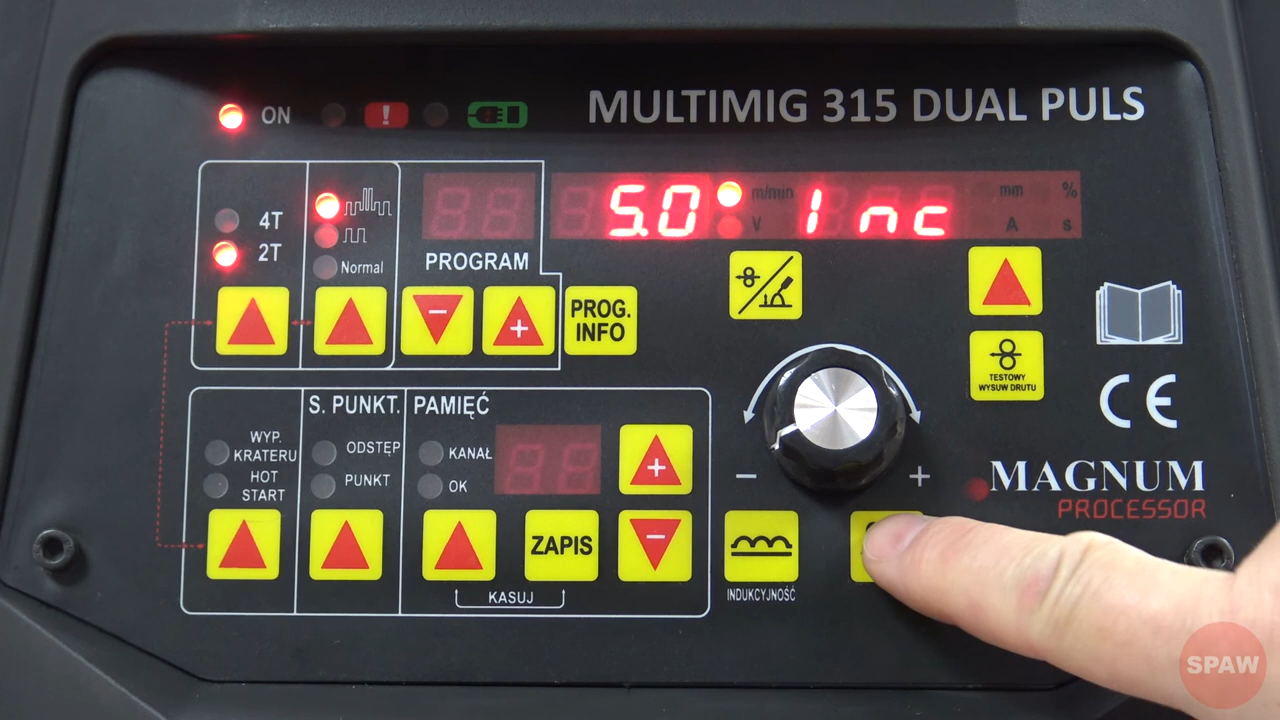 ON
!
MULTIMIG 315 DUAL PULS
4T
2T
Normal
PROGRAM
5.0
m/min
V
Inc
mm
%
A
s
PROG.
INFO
TESTOWY
WYSUW DRUTU
CE
WYP.
KRATERU
HOT
START
S. PUNKT.
ODSTĘP
PUNKT
PAMIĘĆ
KANAŁ
OK
ZAPIS
KASUJ
INDUKCYJNOŚĆ
MAGNUM
PROCESSOR
SPAW